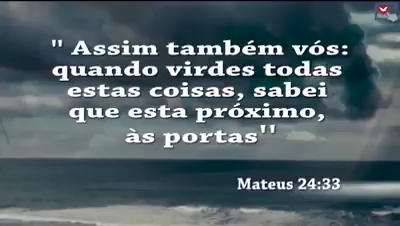 " Assim também vós:
quando virdes todas
estas coisas, sabei
que esta próximo,
às portas"
Mateus 24:33